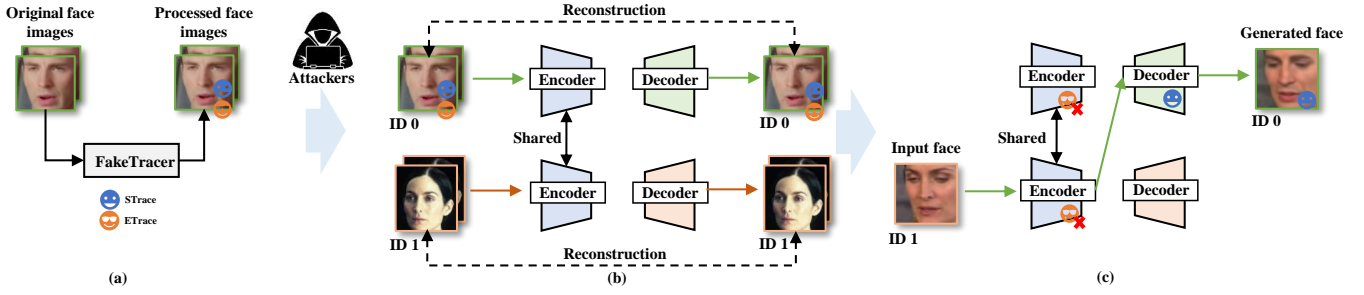 Original face
images
Processed face
images
FakeTracer
STrace
ETrace
(a)
Attackers
Reconstruction
Encoder
Decoder
ID 0
ID 0
Shared
Encoder
Decoder
ID 1
ID 1
Reconstruction
(b)
Generated face
Encoder
Decoder
ID 0
Shared
Input face
Encoder
Decoder
ID 1
(c)